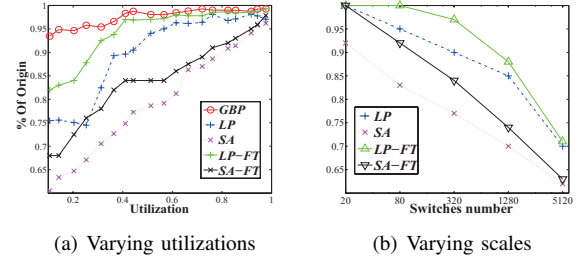 % Of Origin
1
0.95
0.9
0.85
0.8
0.75
0.7
0.65
0.2
0.4
0.6
0.8
1
Utilization
GBP
LP
SA
LP-FT
SA-FT
(a) Varying utilizations
1
0.95
0.9
0.85
0.8
0.75
0.7
0.65
20
80
320
1280
5120
Switches number
LP
SA
LP-FT
SA-FT
(b) Varying scales